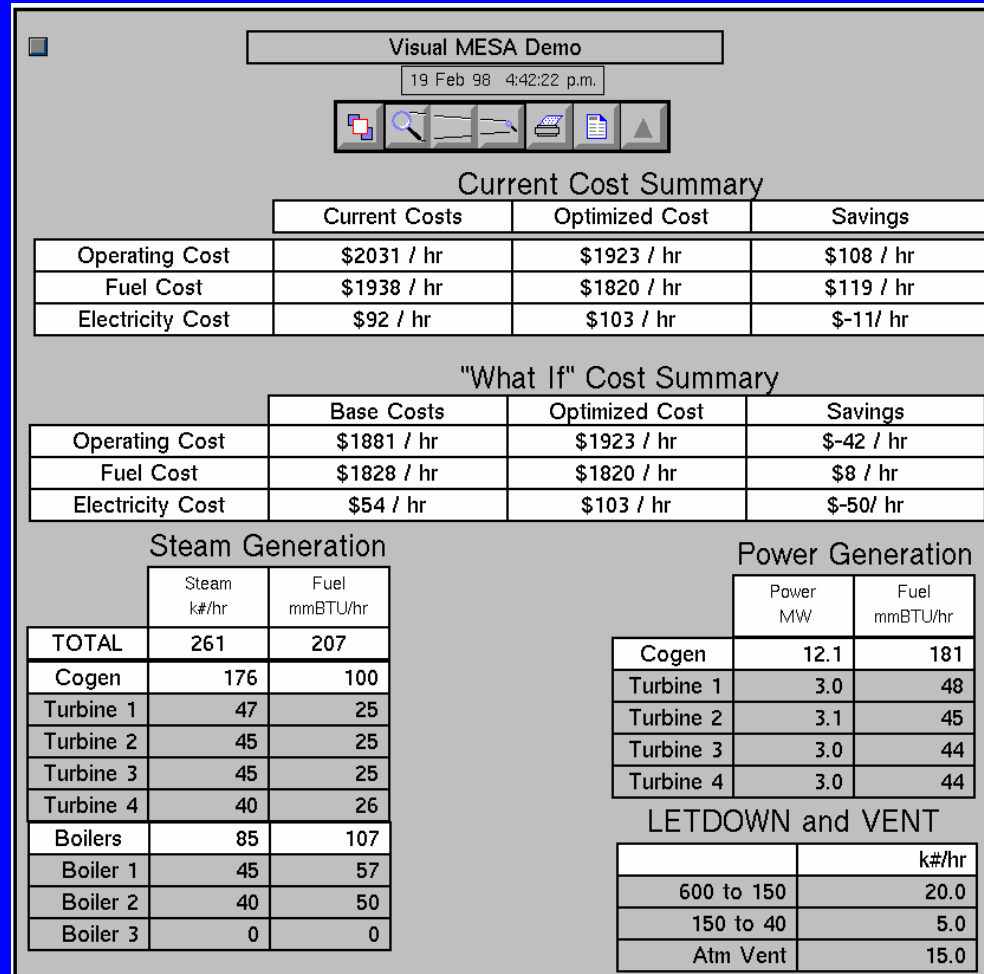 Visual MESA Demo
19 Feb 98 4:42:22 p.m.
Current Cost Summary
Current Costs Optimized Cost Savings
Operating Cost $2031 / hr $1923 / hr $108 / hr
Fuel Cost $1938 / hr $1820 / hr $119 / hr
Electricity Cost $92 / hr $103 / hr $-11/ hr
"What If" Cost Summary
Base Costs Optimized Cost Savings
Operating Cost $1881 / hr $1923 / hr $-42 / hr
Fuel Cost $1828 / hr $1820 / hr $8 / hr
Electricity Cost $54 / hr $103 / hr $-50/ hr
Steam Generation
Steam Fuel
k#/hr mmBTU/hr
TOTAL 261 207
Cogen 176 100
Turbine 1 47 25
Turbine 2 45 25
Turbine 3 45 25
Turbine 4 40 26
Boilers 85 107
Boiler 1 45 57
Boiler 2 40 50
Boiler 3 0 0
Power Generation
Power Fuel
MW mmBTU/hr
Cogen 12.1 181
Turbine 1 3.0 48
Turbine 2 3.1 45
Turbine 3 3.0 44
Turbine 4 3.0 44
LETDOWN and VENT
k#/hr
600 to 150 20.0
150 to 40 5.0
Atm Vent 15.0